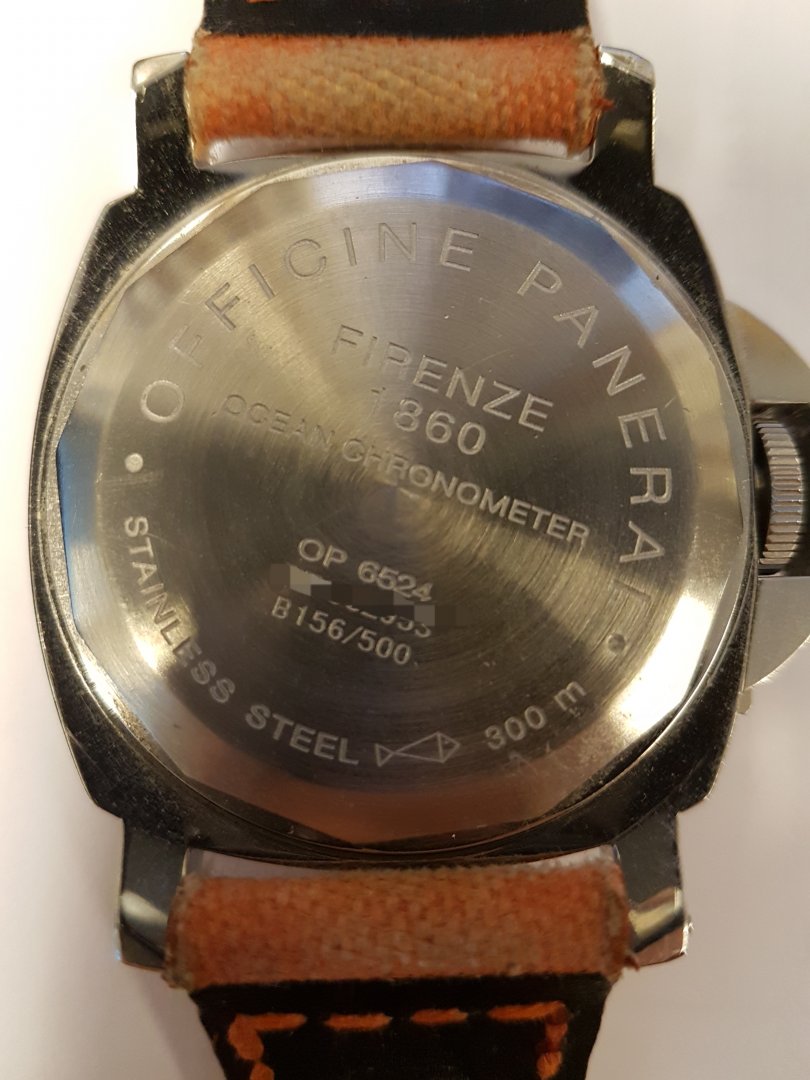 OFFICINE PANERAI
FIRENZE
1860
OCEAN CHRONOMETER
OP 6524
B156/500
STAINLESS STEEL 300 m